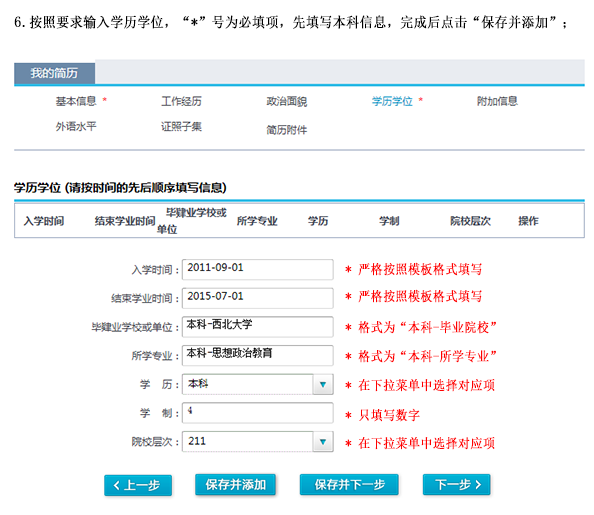 6.按照要求输入学历学位，“*”号为必填项，先填写本科信息，完成后点击“保存并添加”；
我的简历
基本信息 * 工作经历 政治面貌 学历学位 * 附加信息
外语水平 证照子集 简历附件
学历学位 (请按时间的先后顺序填写信息)
入学时间 结束学业时间 毕肄业学校或单位 所学专业 学历 学制 院校层次 操作
入学时间： 2011-09-01 * 严格按照模板格式填写
结束学业时间： 2015-07-01 * 严格按照模板格式填写
毕肄业学校或单位： 本科-西北大学 * 格式为“本科-毕业院校”
所学专业： 本科-思想政治教育 * 格式为“本科-所学专业”
学 历： 本科 * 在下拉菜单中选择对应项
学 制： 4 * 只填写数字
院校层次： 211 * 在下拉菜单中选择对应项
上一步 保存并添加 保存并下一步 下一步